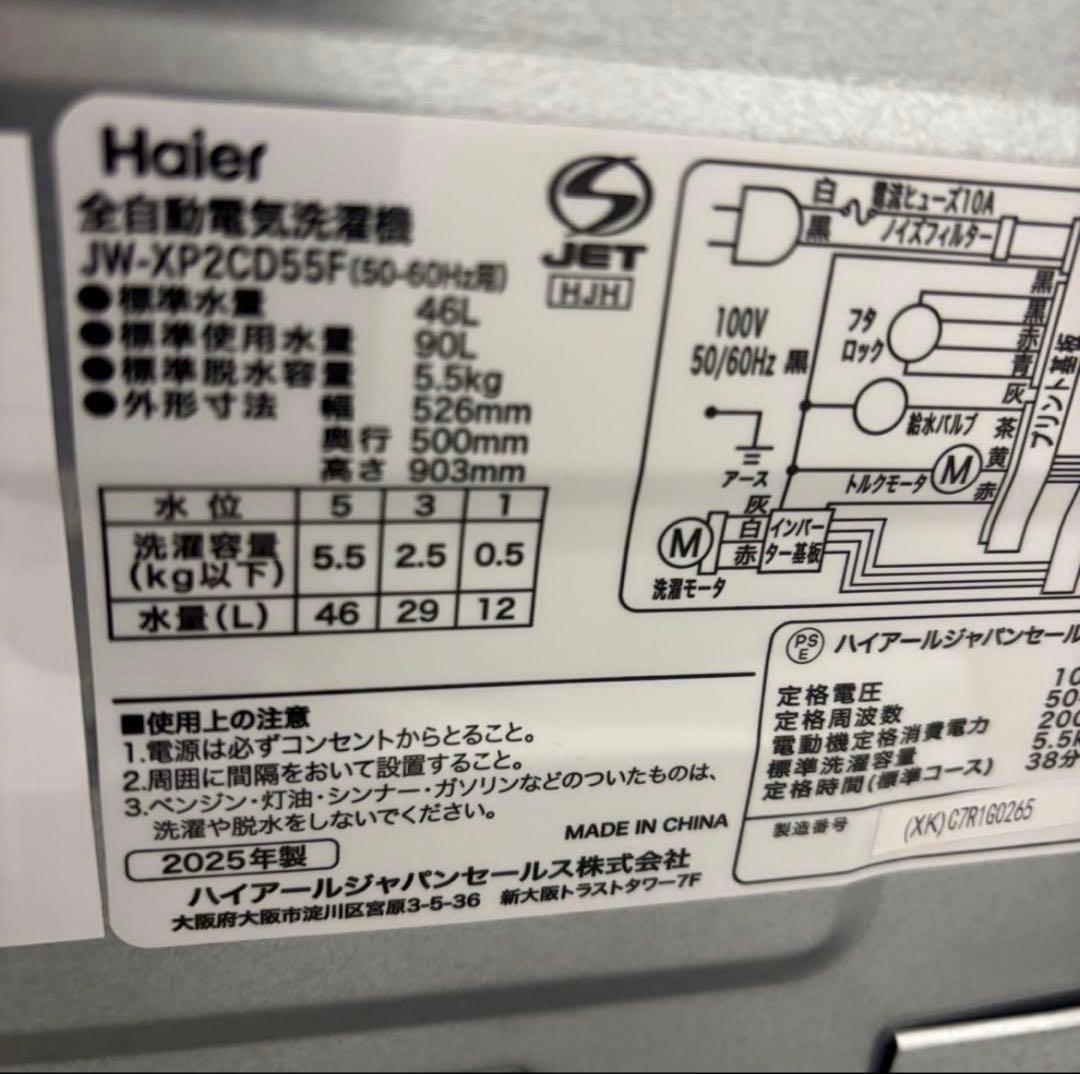 Haier
全自動電気洗濯機
JW-XP2CD55F(50-60Hz用)
●標準水量 46L
●標準使用水量 90L
●標準脱水容量 5.5kg
●外形寸法 幅 526mm
奥行 500mm
高さ 903mm
水位 5 3 1
洗濯容量(kg以下) 5.5 2.5 0.5
水量(L) 46 29 12
JET
HJH
白 電流ヒューズ10A
黒 ノイズフィルター
100V
50/60Hz 黒
フタロック
黒
黒
赤
青
灰
給水バルブ 茶
黄
トルクモータ M 赤
プリント基板
アース
灰
白
赤
インバーター基板
M
洗濯モータ
■使用上の注意
1.電源は必ずコンセントからとること。
2.周囲に間隔をおいて設置すること。
3.ベンジン・灯油・シンナー・ガソリンなどのついたものは、
洗濯や脱水をしないでください。
MADE IN CHINA
2025年製
ハイアールジャパンセールス株式会社
大阪府大阪市淀川区宮原3-5-36 新大阪トラストタワー7F
PSE ハイアールジャパンセール
定格電圧 10
定格周波数 50
電動機定格消費電力 200
標準洗濯容量 5.5k
定格時間(標準コース) 38分
製造番号 (XK)C7R1G0265